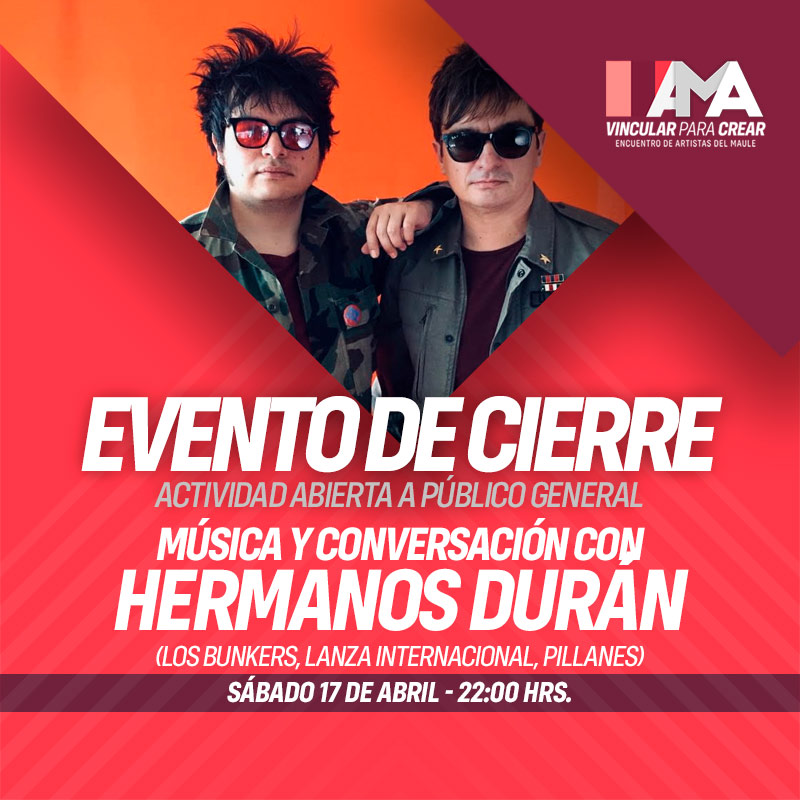 AMA
VINCULAR PARA CREAR
ENCUENTRO DE ARTISTAS DEL MAULE
EVENTO DE CIERRE
ACTIVIDAD ABIERTA A PÚBLICO GENERAL
MÚSICA Y CONVERSACIÓN CON
HERMANOS DURÁN
(LOS BUNKERS, LANZA INTERNACIONAL, PILLANES)
SÁBADO 17 DE ABRIL - 22:00 HRS.